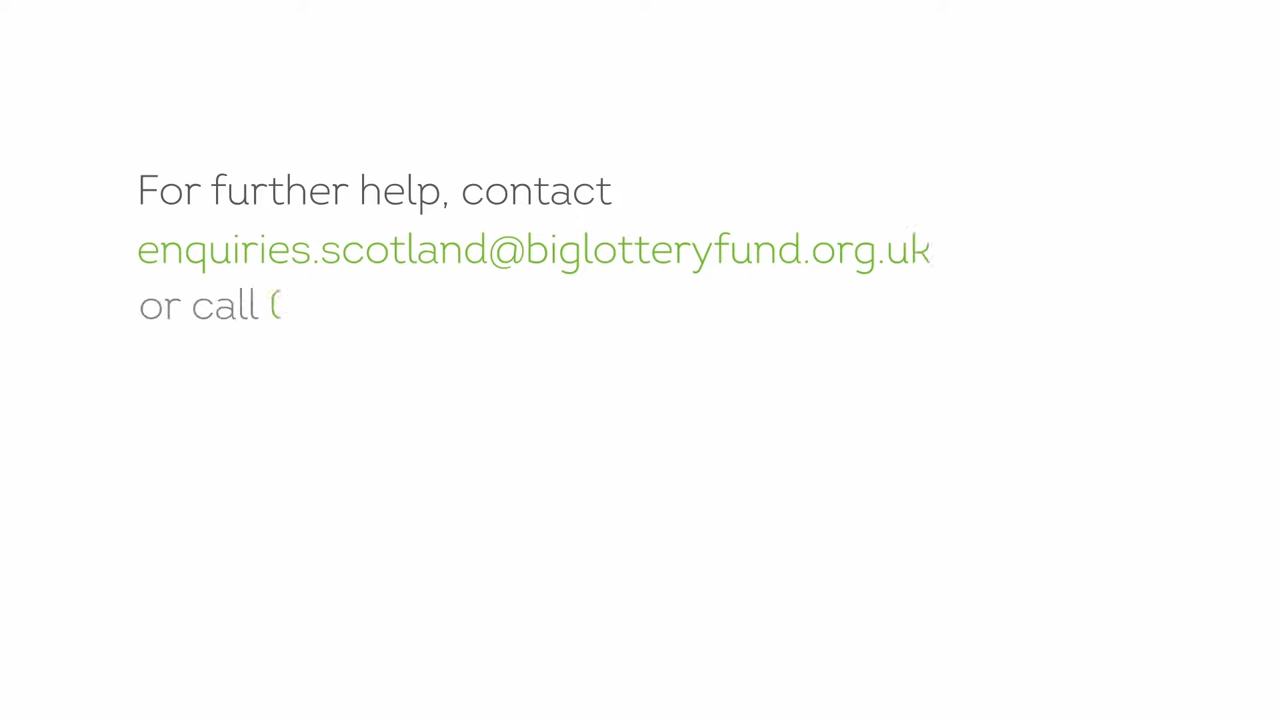 For further help, contact
enquiries.scotland@biglotteryfund.org.uk
or call